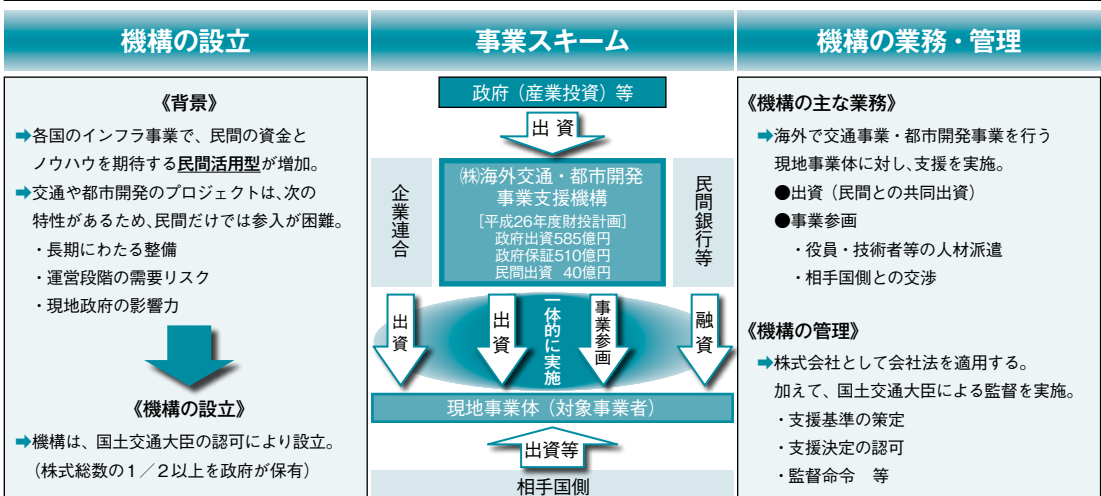 機構の設立
《背景》
➡各国のインフラ事業で、民間の資金と
ノウハウを期待する民間活用型が増加。
➡交通や都市開発のプロジェクトは、次の
特性があるため、民間だけでは参入が困難。
・長期にわたる整備
・運営段階の需要リスク
・現地政府の影響力
《機構の設立》
➡機構は、国土交通大臣の認可により設立。
（株式総数の１／２以上を政府が保有）
事業スキーム
政府（産業投資）等
出 資
企業連合
㈱海外交通・都市開発
事業支援機構
［平成26年度財投計画］
政府出資585億円
政府保証510億円
民間出資 40億円
民間銀行等
出資
出資
一体的に実施
事業参画
融資
現地事業体（対象事業者）
出資等
相手国側
機構の業務・管理
《機構の主な業務》
➡海外で交通事業・都市開発事業を行う
現地事業体に対し、支援を実施。
●出資（民間との共同出資）
●事業参画
・役員・技術者等の人材派遣
・相手国側との交渉
《機構の管理》
➡株式会社として会社法を適用する。
加えて、国土交通大臣による監督を実施。
・支援基準の策定
・支援決定の認可
・監督命令　等